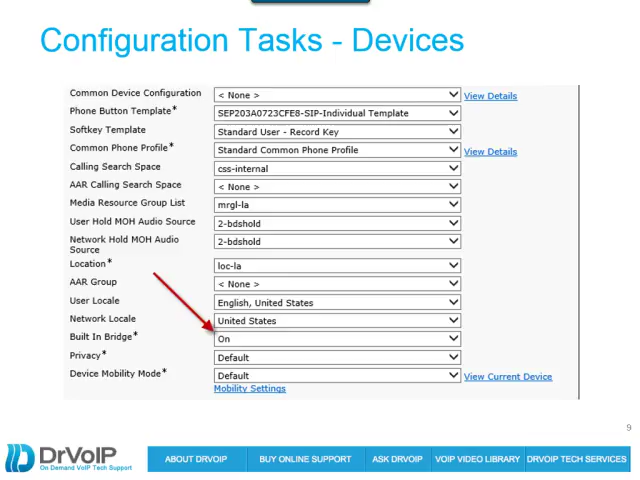 Configuration Tasks - Devices
Common Device Configuration < None > View Details
Phone Button Template* SEP203A0723CFE8-SIP-Individual Template
Softkey Template Standard User - Record Key
Common Phone Profile* Standard Common Phone Profile View Details
Calling Search Space css-internal
AAR Calling Search Space < None >
Media Resource Group List mrgl-la
User Hold MOH Audio Source 2-bdshold
Network Hold MOH Audio Source 2-bdshold
Location* loc-la
AAR Group < None >
User Locale English, United States
Network Locale United States
Built In Bridge* On
Privacy* Default
Device Mobility Mode* Default View Current Device
Mobility Settings
9
DrVoIP
On Demand VoIP Tech Support
ABOUT DRVOIP BUY ONLINE SUPPORT ASK DRVOIP VOIP VIDEO LIBRARY DRVOIP TECH SERVICES